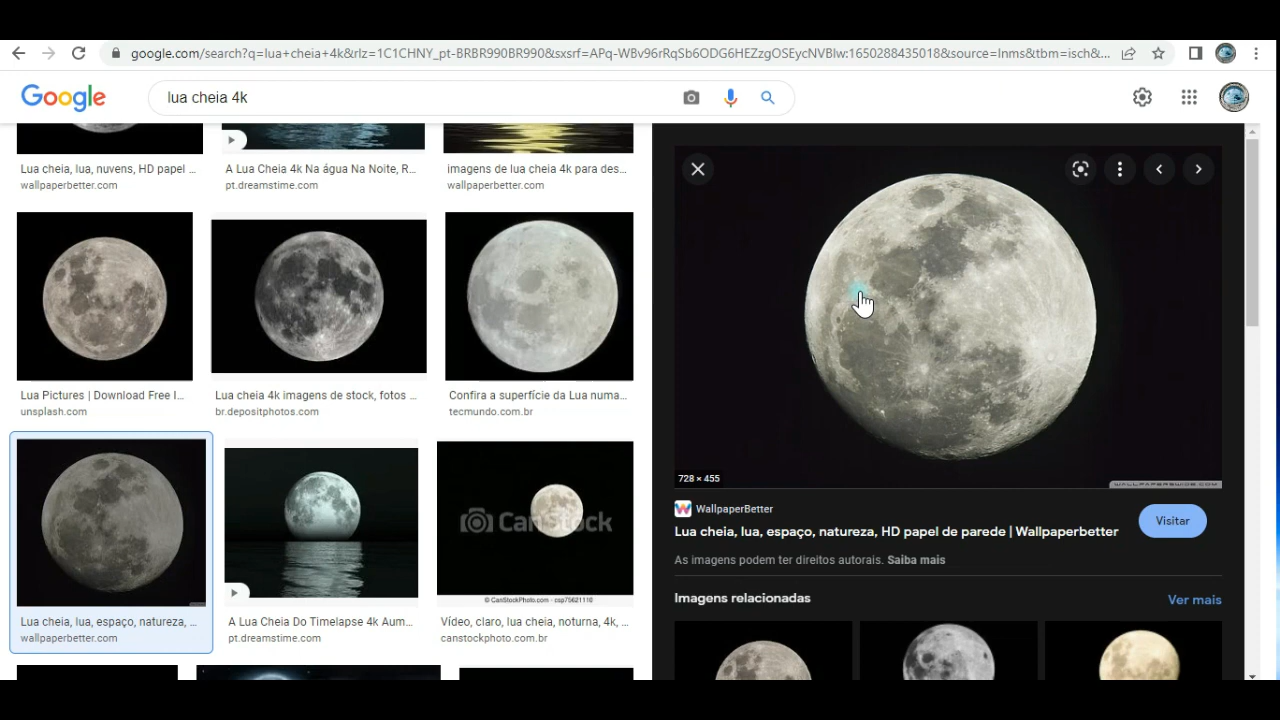 google.com/search?q=lua+cheia+4k&rlz=1C1CHNY_pt-BRBR990BR990&sxsrf=APq-WBv96rRqSb6ODG6HEZzgOSEycNVBIw:1650288435018&source=lnms&tbm=isch&...
Google
lua cheia 4k
Lua cheia, lua, nuvens, HD papel ...
wallpaperbetter.com
A Lua Cheia 4k Na água Na Noite, R...
pt.dreamstime.com
imagens de lua cheia 4k para des...
wallpaperbetter.com
Lua Pictures | Download Free I...
unsplash.com
Lua cheia 4k imagens de stock, fotos ...
br.depositphotos.com
Confira a superfície da Lua numa...
tecmundo.com.br
CanStock
© CanStockPhoto.com - csp75621110
Lua cheia, lua, espaço, natureza, ...
wallpaperbetter.com
A Lua Cheia Do Timelapse 4k Aum...
pt.dreamstime.com
Vídeo, claro, lua cheia, noturna, 4k, ...
canstockphoto.com.br
728 × 455
WALLPAPERSWIDE.COM
WallpaperBetter
Lua cheia, lua, espaço, natureza, HD papel de parede | Wallpaperbetter
Visitar
As imagens podem ter direitos autorais. Saiba mais
Imagens relacionadas
Ver mais